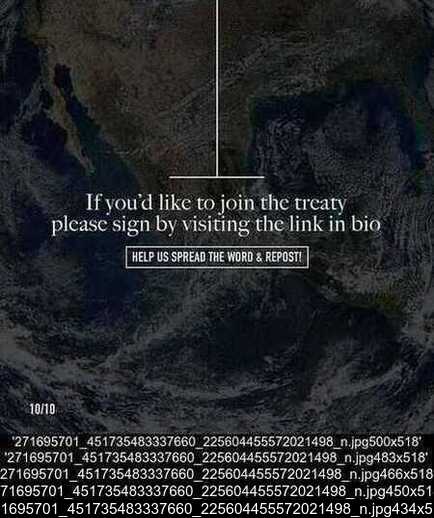 If you'd like to join the treaty
please sign by visiting the link in bio
HELP US SPREAD THE WORD & REPOST!
10/10
'271695701_451735483337660_225604455572021498_n.jpg500x518'
'271695701_451735483337660_225604455572021498_n.jpg483x518'
271695701_451735483337660_225604455572021498_n.jpg466x518
71695701_451735483337660_225604455572021498_n.jpg450x51
1695701_451735483337660_225604455572021498_n.jpg434x5